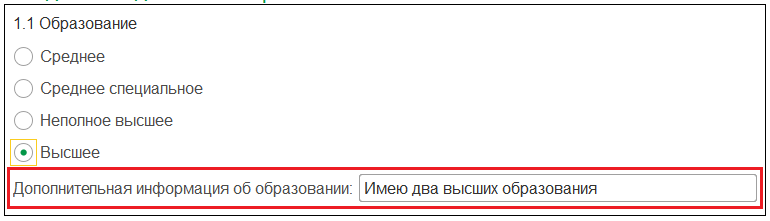 1.1 Образование
Среднее
Среднее специальное
Неполное высшее
Высшее
Дополнительная информация об образовании: Имею два высших образования